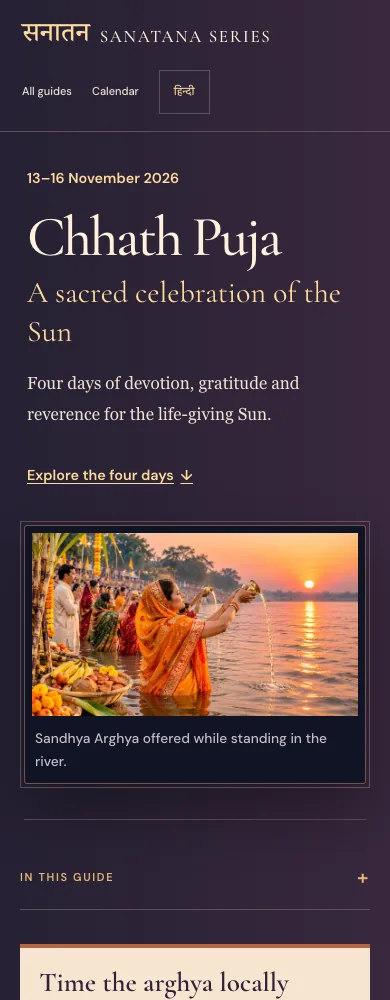 सनातन SANATANA SERIES
All guides Calendar हिन्दी
13–16 November 2026
Chhath Puja
A sacred celebration of the
Sun
Four days of devotion, gratitude and
reverence for the life-giving Sun.
Explore the four days ↓
Sandhya Arghya offered while standing in the
river.
IN THIS GUIDE +
Time the arghya locally